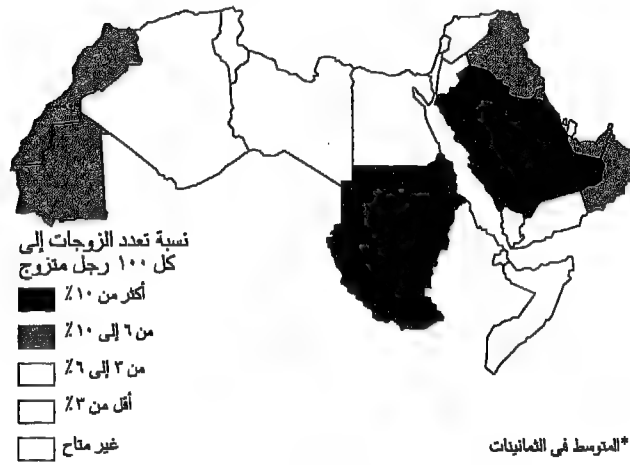 نسبة تعدد الزوجات إلى
كل ١٠٠ رجل متزوج
أكثر من ١٠٪
من ٦ إلى ١٠٪
من ٣ إلى ٦٪
أقل من ٣٪
غير متاح
*المتوسط في الثمانينات